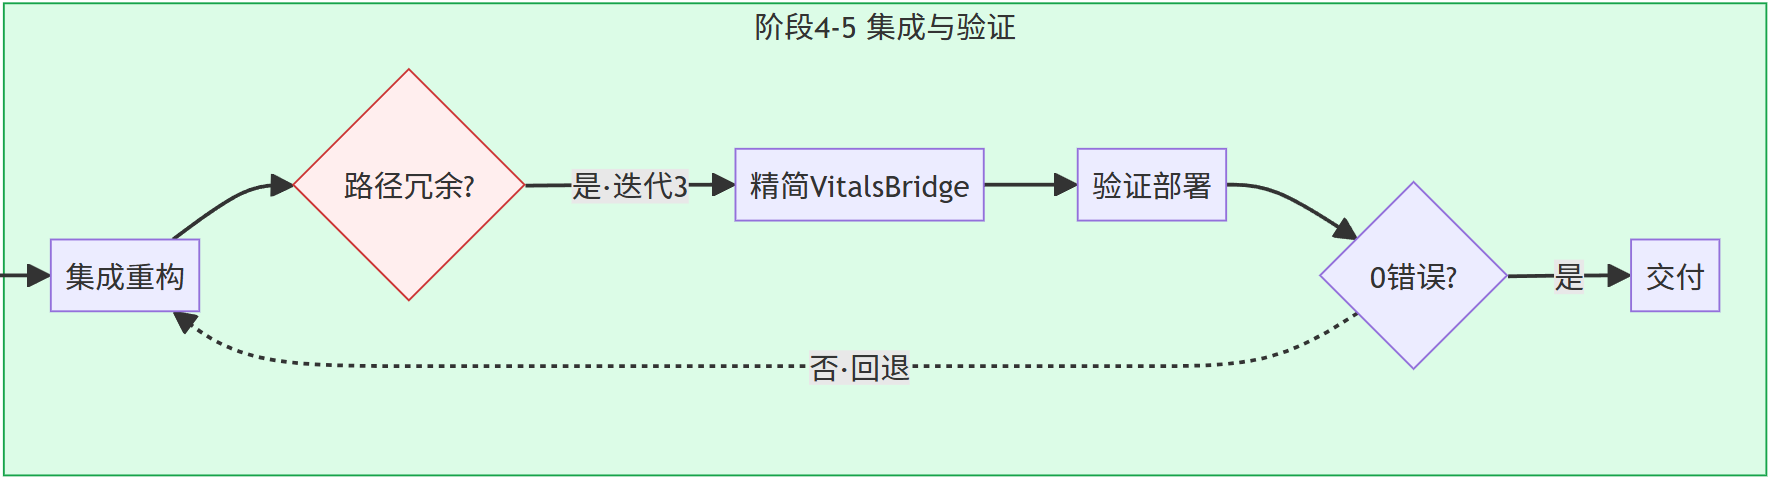 阶段4-5 集成与验证
集成重构
路径冗余?
是·迭代3
精简VitalsBridge
验证部署
0错误?
是
交付
否·回退